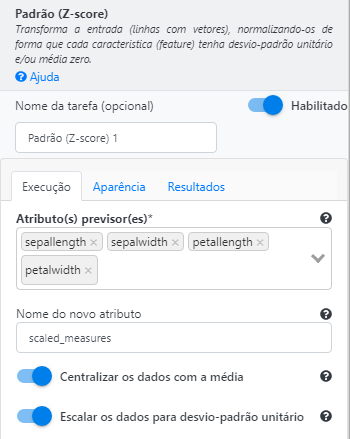 Padrão (Z-score)
Transforma a entrada (linhas com vetores), normalizando-os de
forma que cada caracteristica (feature) tenha desvio-padrão unitário
e/ou média zero.
Ajuda
Nome da tarefa (opcional)
Habilitado
Padrão (Z-score) 1
Execução Aparência Resultados
Atributo(s) previsor(es)*
sepallength × sepalwidth × petallength ×
petalwidth ×
Nome do novo atributo
scaled_measures
Centralizar os dados com a média
Escalar os dados para desvio-padrão unitário